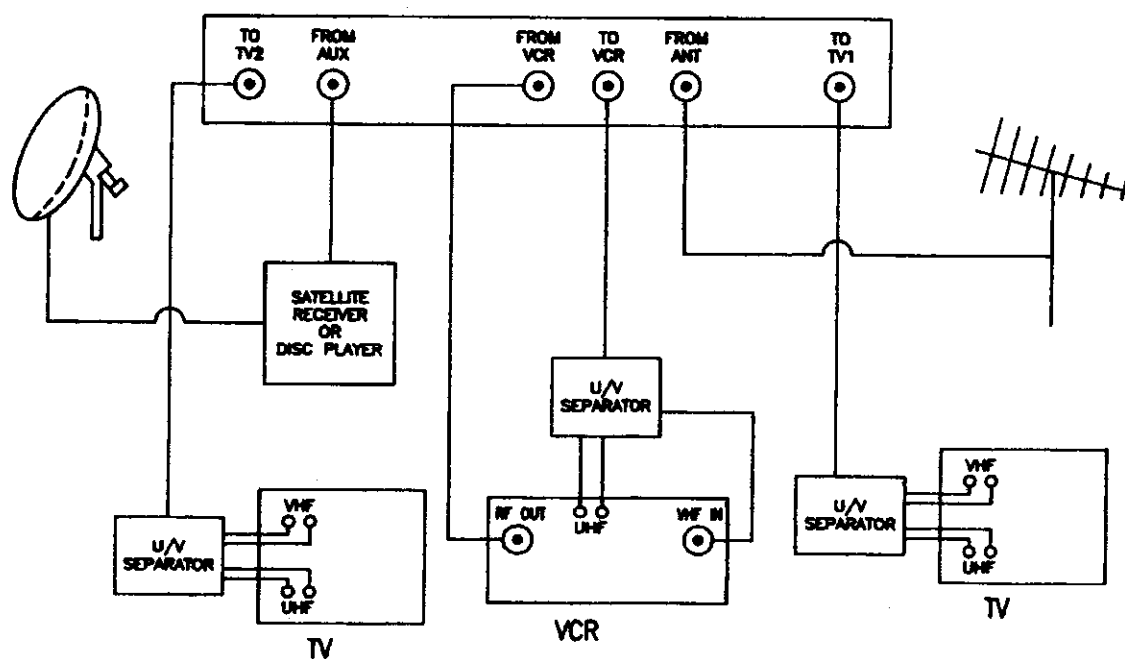 TO
TV2
FROM
AUX
FROM
VCR
TO
VCR
FROM
ANT
TO
TV1
SATELLITE
RECEIVER
OR
DISC PLAYER
U/V
SEPARATOR
VHF
UHF
TV
U/V
SEPARATOR
RF OUT
UHF
VHF IN
VCR
U/V
SEPARATOR
VHF
UHF
TV